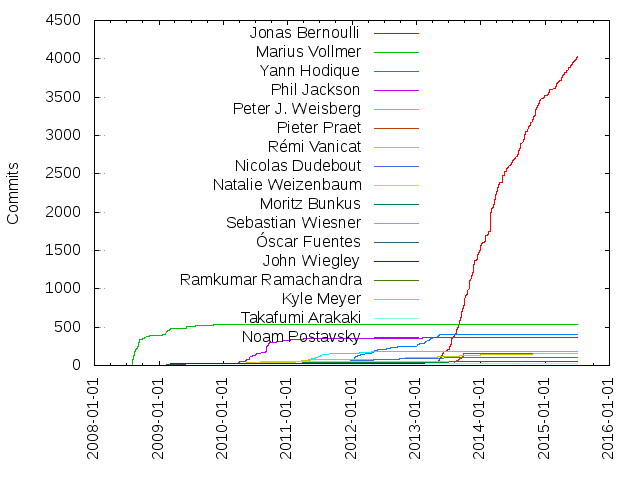 4500
4000
3500
3000
2500
2000
1500
1000
500
0
Commits
Jonas Bernoulli
Marius Vollmer
Yann Hodique
Phil Jackson
Peter J. Weisberg
Pieter Praet
Rémi Vanicat
Nicolas Dudebout
Natalie Weizenbaum
Moritz Bunkus
Sebastian Wiesner
Óscar Fuentes
John Wiegley
Ramkumar Ramachandra
Kyle Meyer
Takafumi Arakaki
Noam Postavsky
2008-01-01
2009-01-01
2010-01-01
2011-01-01
2012-01-01
2013-01-01
2014-01-01
2015-01-01
2016-01-01